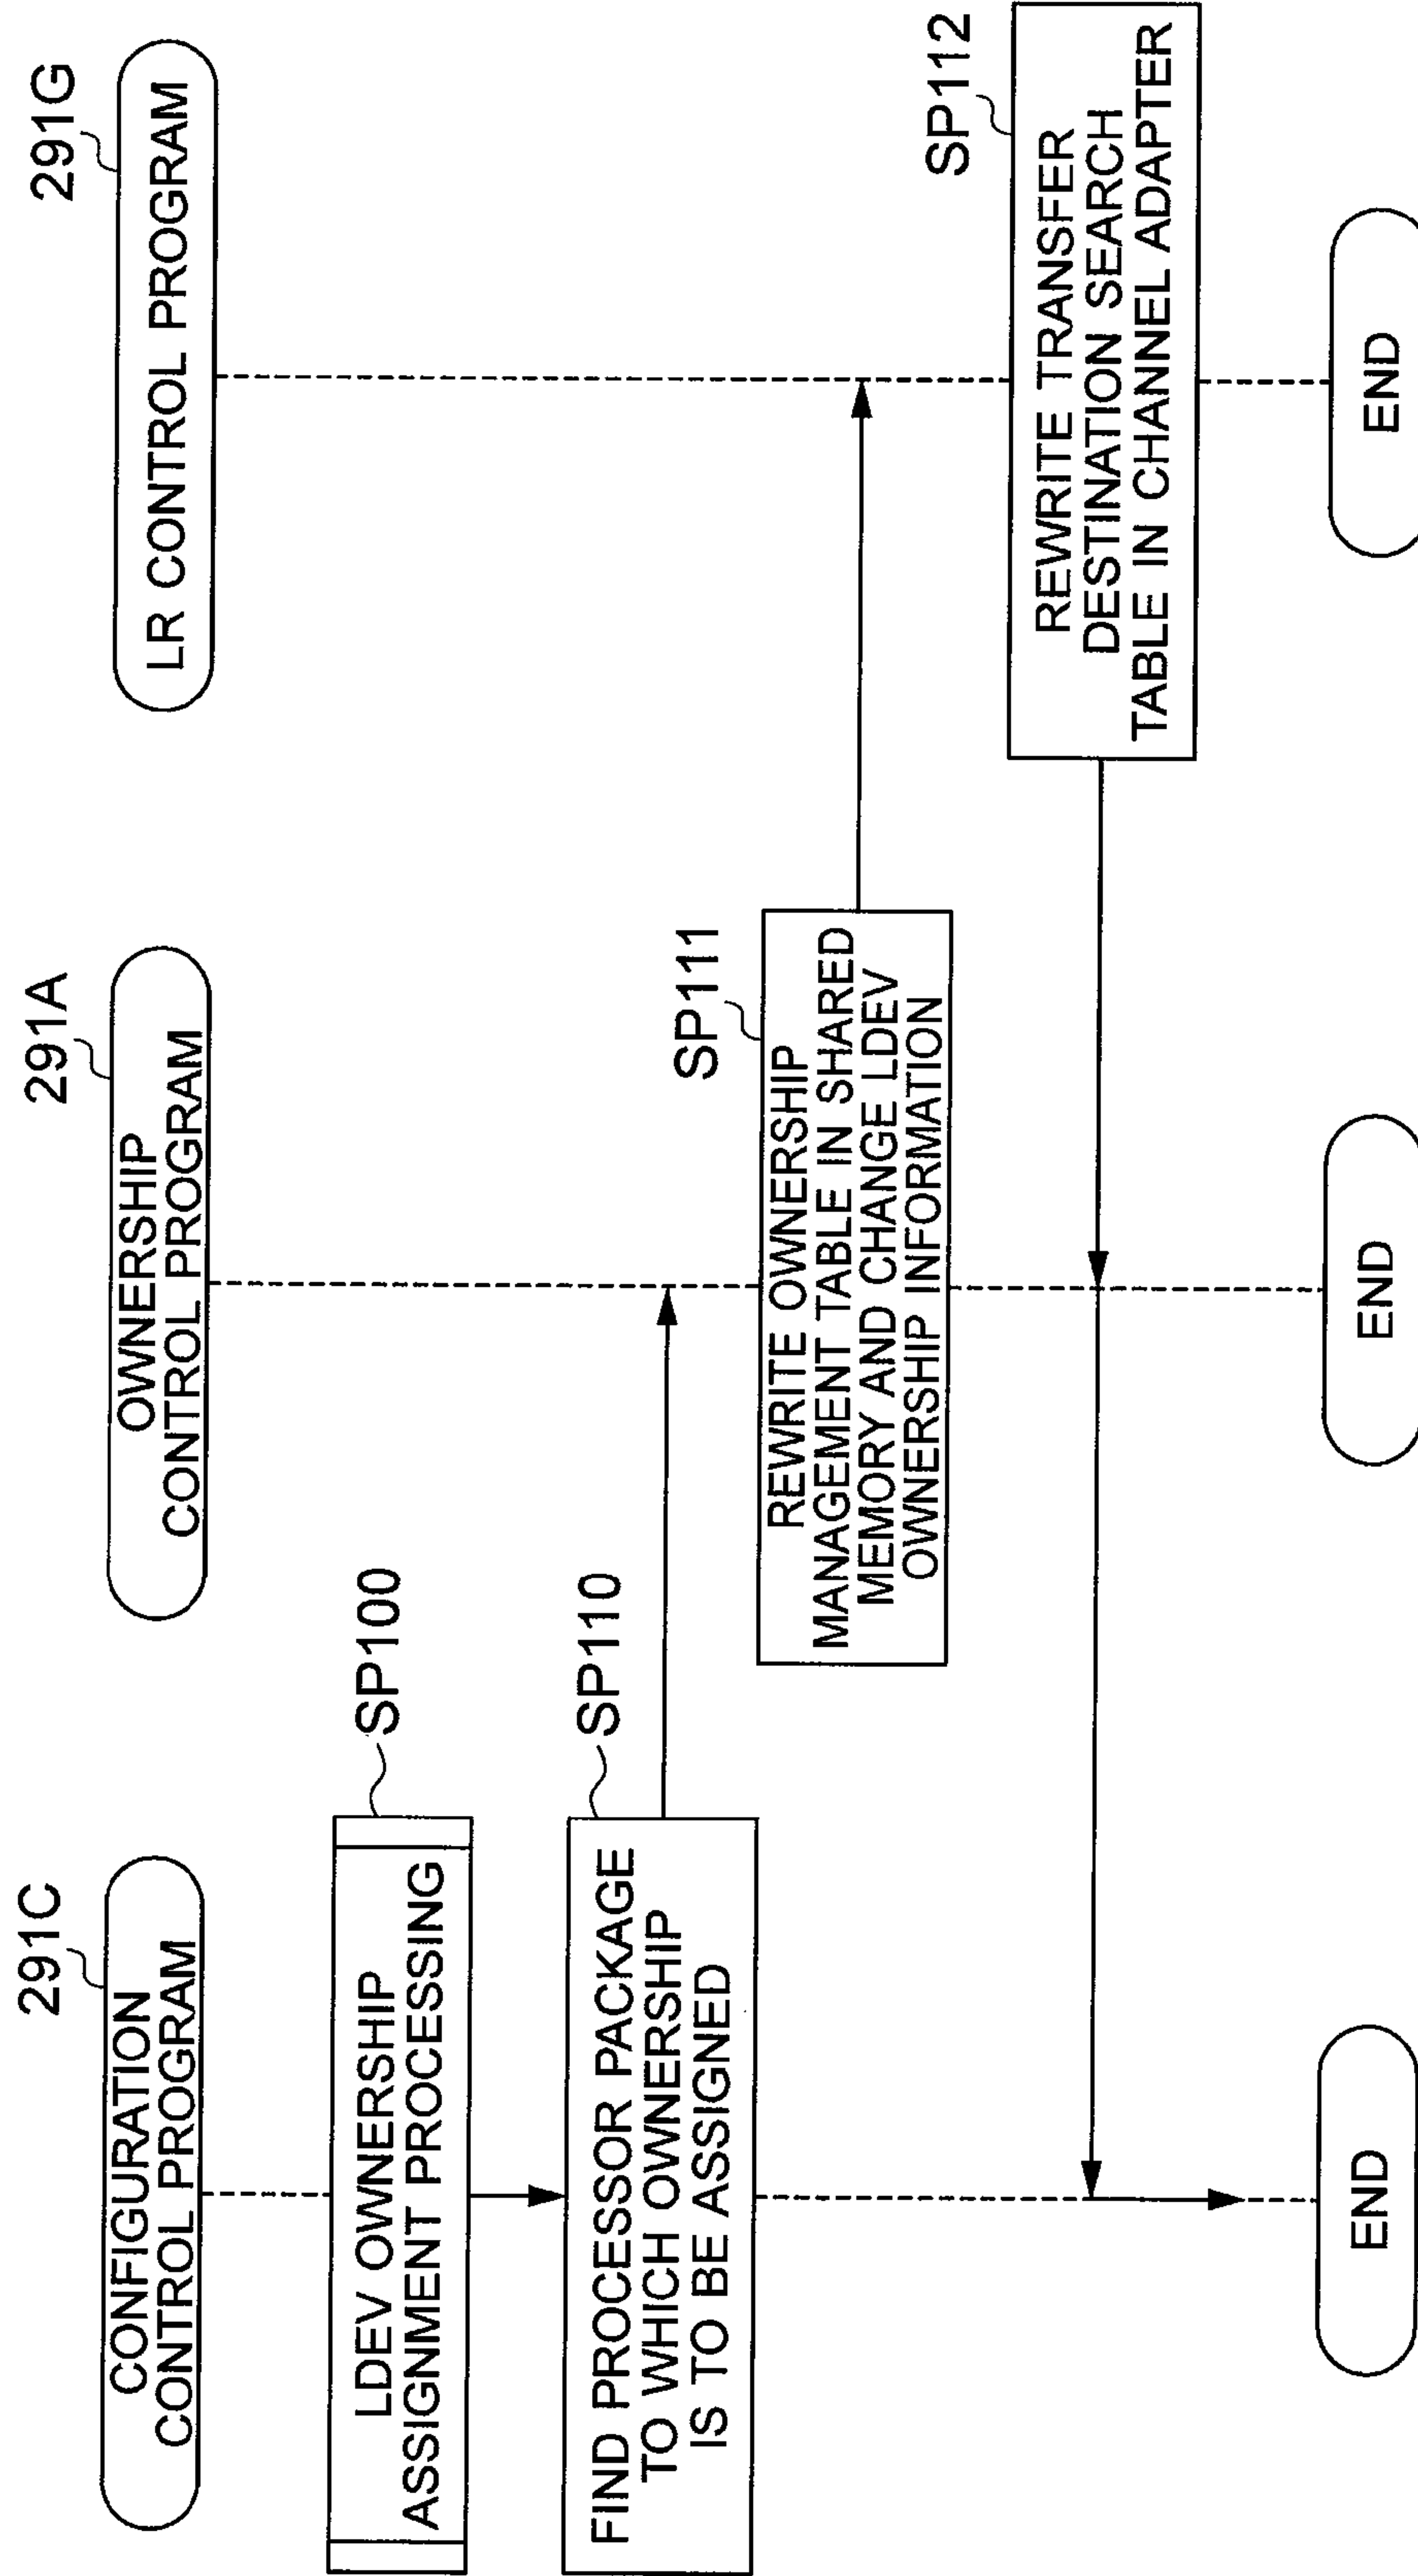 291C
CONFIGURATION
CONTROL PROGRAM
291A
OWNERSHIP
CONTROL PROGRAM
291G
LR CONTROL PROGRAM
SP100
LDEV OWNERSHIP
ASSIGNMENT PROCESSING
SP110
FIND PROCESSOR PACKAGE
TO WHICH OWNERSHIP
IS TO BE ASSIGNED
SP111
REWRITE OWNERSHIP
MANAGEMENT TABLE IN SHARED
MEMORY AND CHANGE LDEV
OWNERSHIP INFORMATION
SP112
REWRITE TRANSFER
DESTINATION SEARCH
TABLE IN CHANNEL ADAPTER
END
END
END